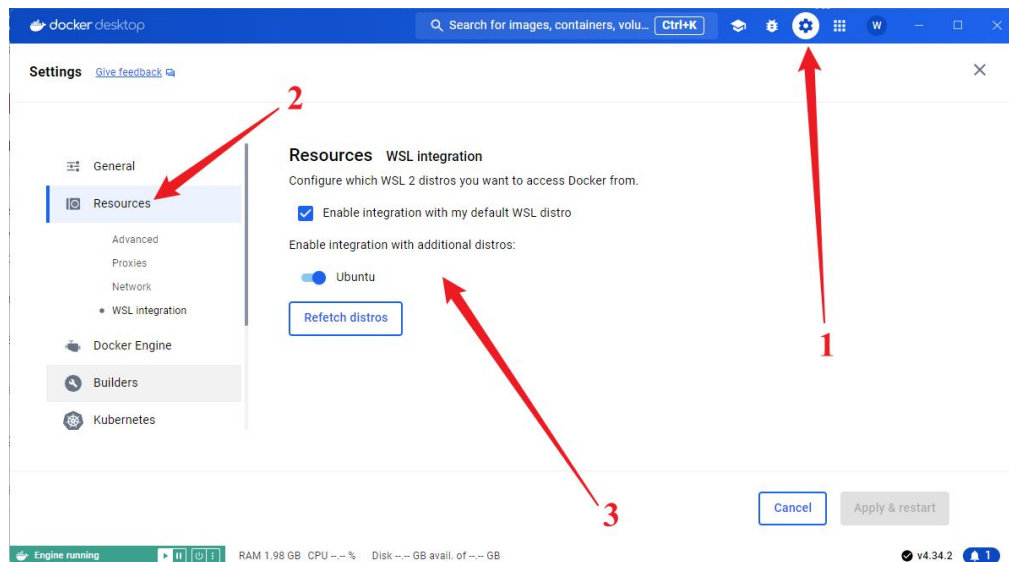 docker desktop
Search for images, containers, volu... Ctrl+K
W
Settings Give feedback
2
General
Resources
Advanced
Proxies
Network
WSL integration
Docker Engine
Builders
Kubernetes
Resources WSL integration
Configure which WSL 2 distros you want to access Docker from.
Enable integration with my default WSL distro
Enable integration with additional distros:
Ubuntu
Refetch distros
1
3
Cancel Apply & restart
Engine running RAM 1.98 GB CPU --.-- % Disk --.-- GB avail. of --.-- GB v4.34.2 1